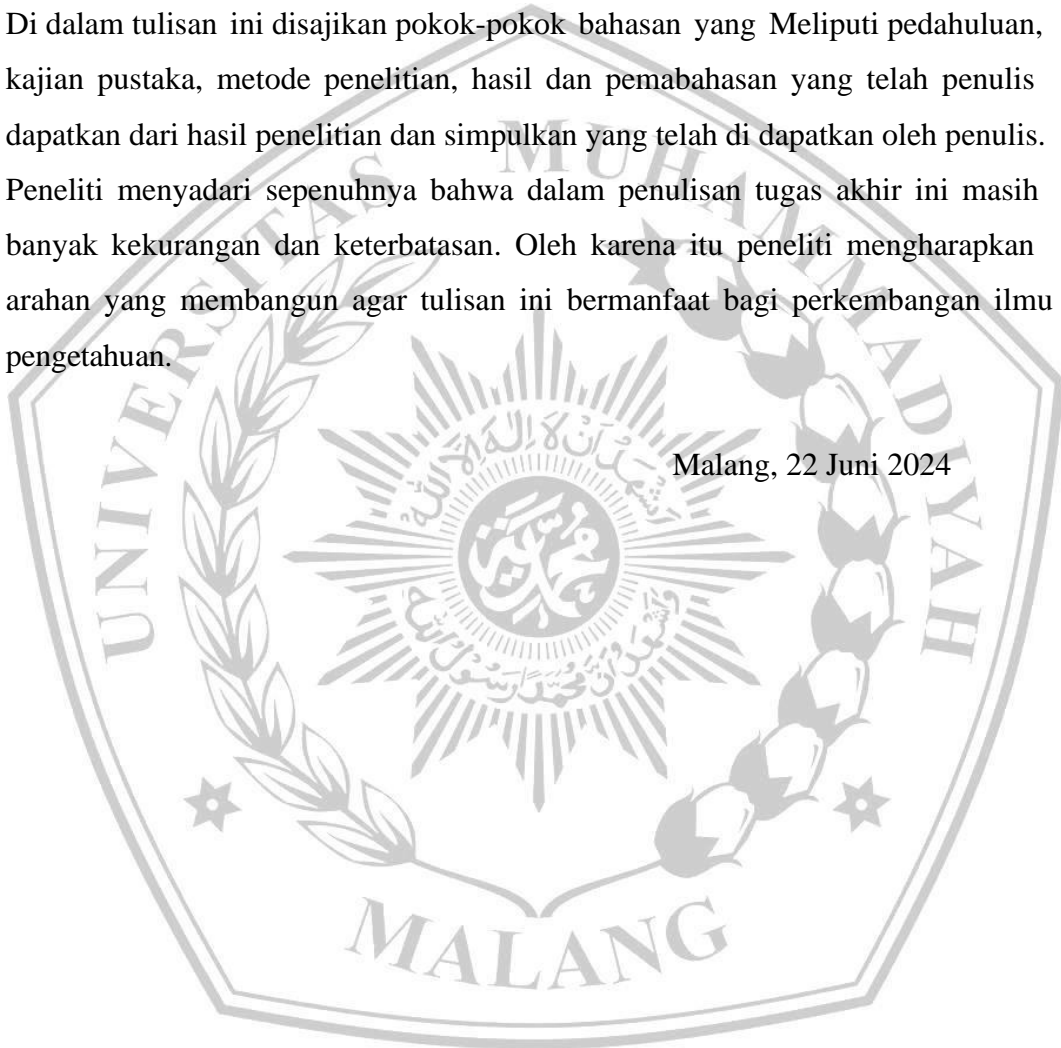 Di dalam tulisan ini disajikan pokok-pokok bahasan yang Meliputi pedahuluan,
kajian pustaka, metode penelitian, hasil dan pemabahasan yang telah penulis
dapatkan dari hasil penelitian dan simpulkan yang telah di dapatkan oleh penulis.
Peneliti menyadari sepenuhnya bahwa dalam penulisan tugas akhir ini masih
banyak kekurangan dan keterbatasan. Oleh karena itu peneliti mengharapkan
arahan yang membangun agar tulisan ini bermanfaat bagi perkembangan ilmu
pengetahuan.
Malang, 22 Juni 2024
UNIVERSITAS MUHAMMADIYAH
MALANG